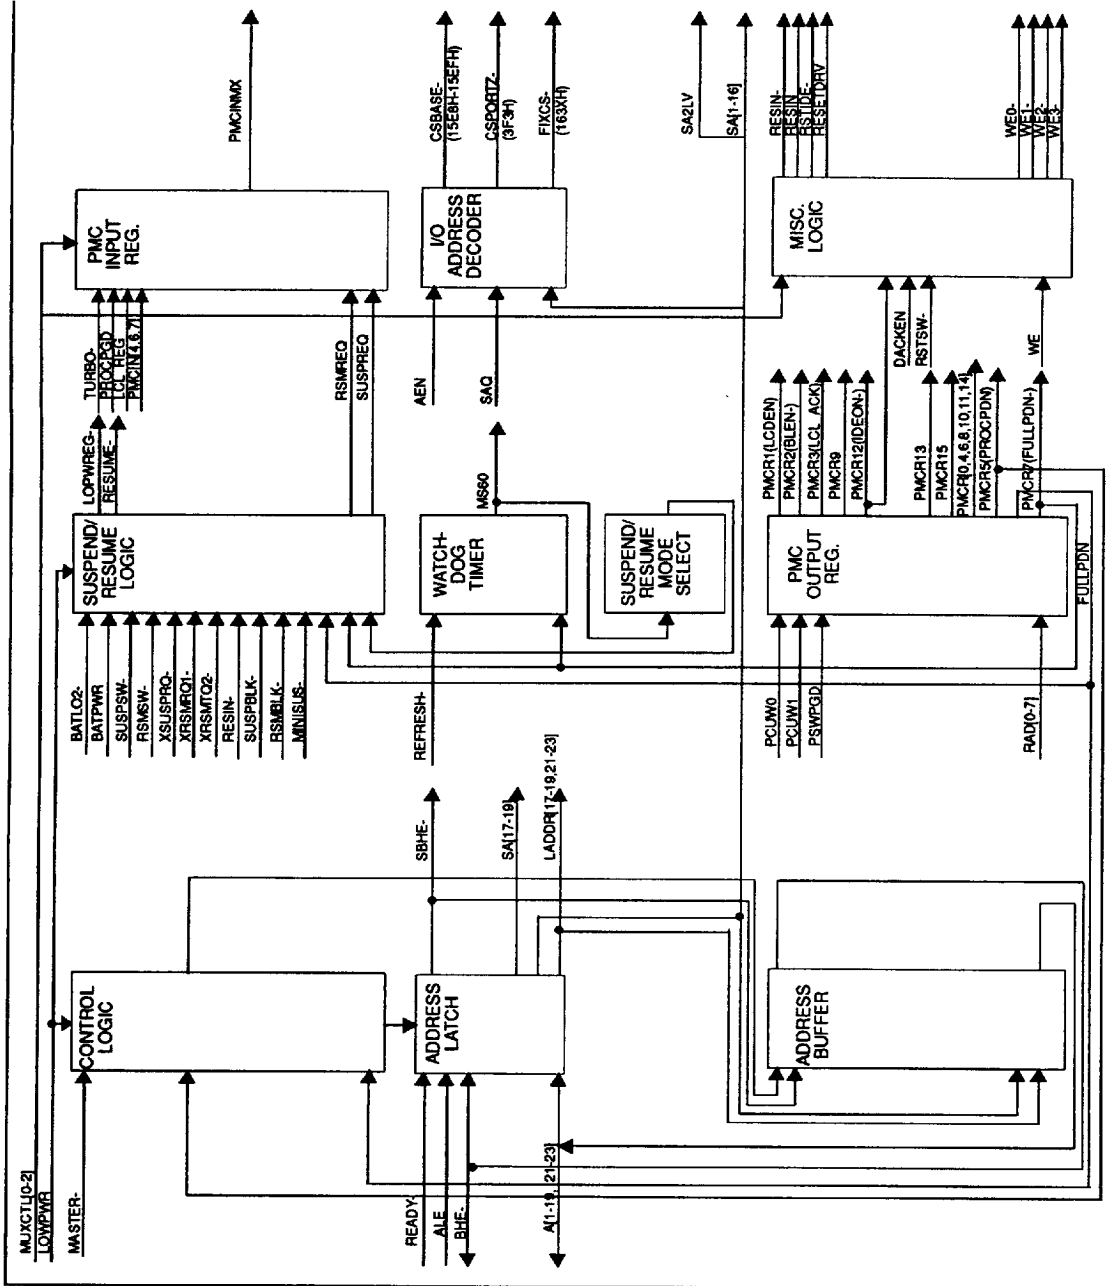 MUXCTL[0-2]
LOWPWR
MASTER-
CONTROL
LOGIC
READY-
ALE
BHE-
A[1-19, 21-23]
ADDRESS
LATCH
SBHE-
SA[17-19]
LADDR[17-19,21-23]
ADDRESS
BUFFER
BATLO2-
BATPWR
SUSPSW-
RSMSW-
XSUSPRQ-
XRSMRQ1-
XRSMTQ2-
RESIN-
SUSPBLK-
RSMBLK-
MINISUS-
SUSPEND/
RESUME
LOGIC
LOPWREG-
RESUME-
RSMREQ
SUSPREQ
REFRESH-
WATCH-
DOG
TIMER
MS60
SUSPEND/
RESUME
MODE
SELECT
PCUW0
PCUW1
PSWPGD
RAD[0-7]
PMC
OUTPUT
REG.
PMCR1(LCDEN)
PMCR2(BLEN-)
PMCR3(LCL_ACK)
PMCR9
PMCR12(IDEON-)
PMCR13
PMCR15
PMCR[0,4,6,8,10,11,14]
PMCR5(PROCPDN)
PMCR7(FULLPDN-)
FULLPDN
TURBO-
PROCPGD
LCL_REG
PMCIN[4,6,7]
PMC
INPUT
REG.
PMCINMX
AEN
SAQ
I/O
ADDRESS
DECODER
CSBASE-
(15E8H-15EFH)
CSPORTZ-
(3F3H)
FIXCS-
(163XH)
SA2LV
SA[1-16]
DACKEN
RSTSW-
WE
MISC.
LOGIC
RESIN-
RESIN
RSTIDE-
RESETDRV
WE0-
WE1-
WE2-
WE3-